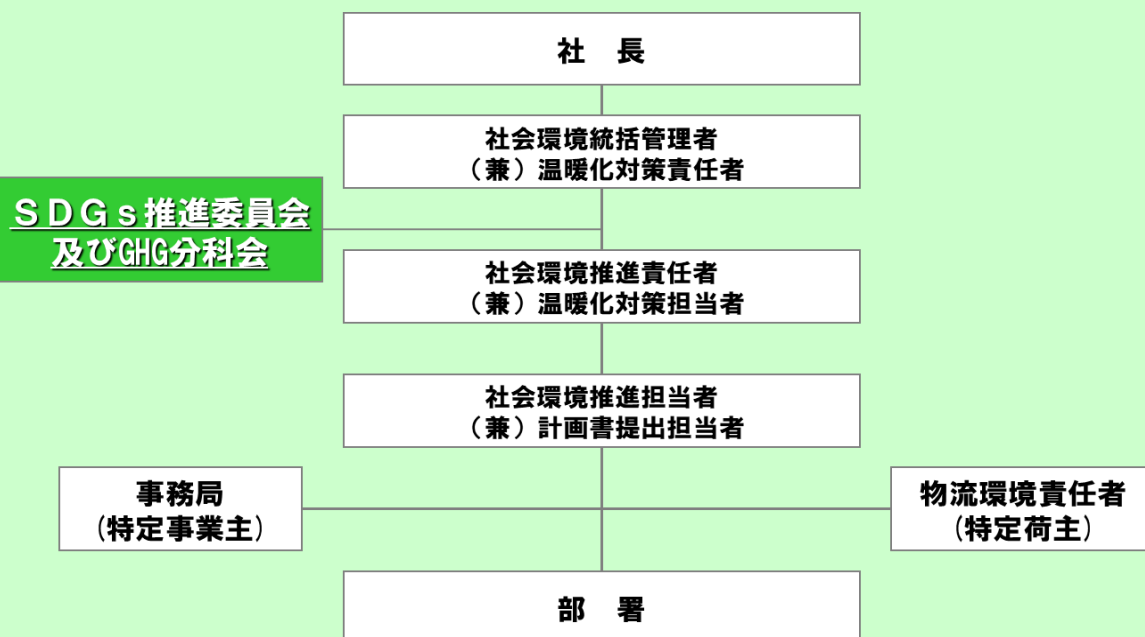 社　長
社会環境統括管理者
（兼）温暖化対策責任者
ＳＤＧｓ推進委員会
及びGHG分科会
社会環境推進責任者
（兼）温暖化対策担当者
社会環境推進担当者
（兼）計画書提出担当者
事務局
(特定事業主)
物流環境責任者
(特定荷主)
部　署